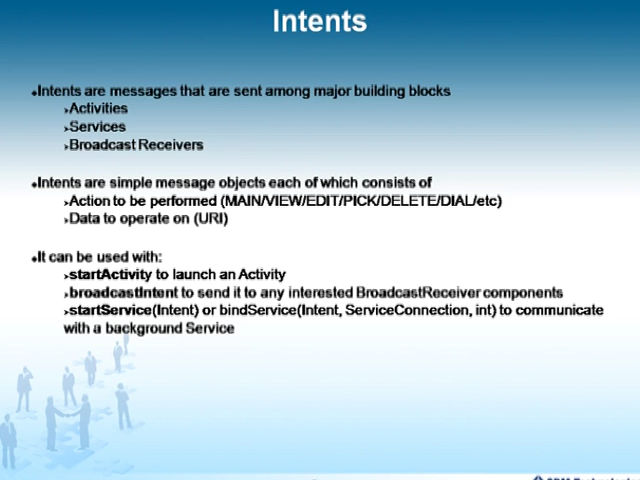 Intents
Intents are messages that are sent among major building blocks
Activities
Services
Broadcast Receivers
Intents are simple message objects each of which consists of
Action to be performed (MAIN/VIEW/EDIT/PICK/DELETE/DIAL/etc)
Data to operate on (URI)
It can be used with:
startActivity to launch an Activity
broadcastIntent to send it to any interested BroadcastReceiver components
startService(Intent) or bindService(Intent, ServiceConnection, int) to communicate
with a background Service